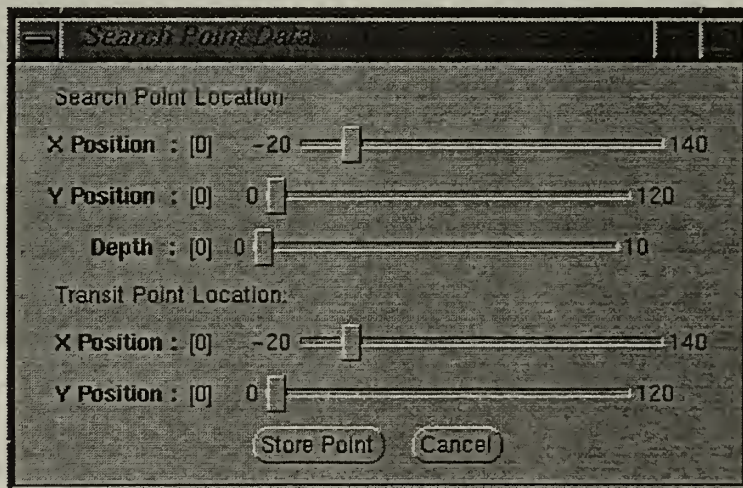 Search Point Data
Search Point Location
X Position : [0] -20 140
Y Position : [0] 0 120
Depth : [0] 0 10
Transit Point Location:
X Position : [0] -20 140
Y Position : [0] 0 120
Store Point Cancel